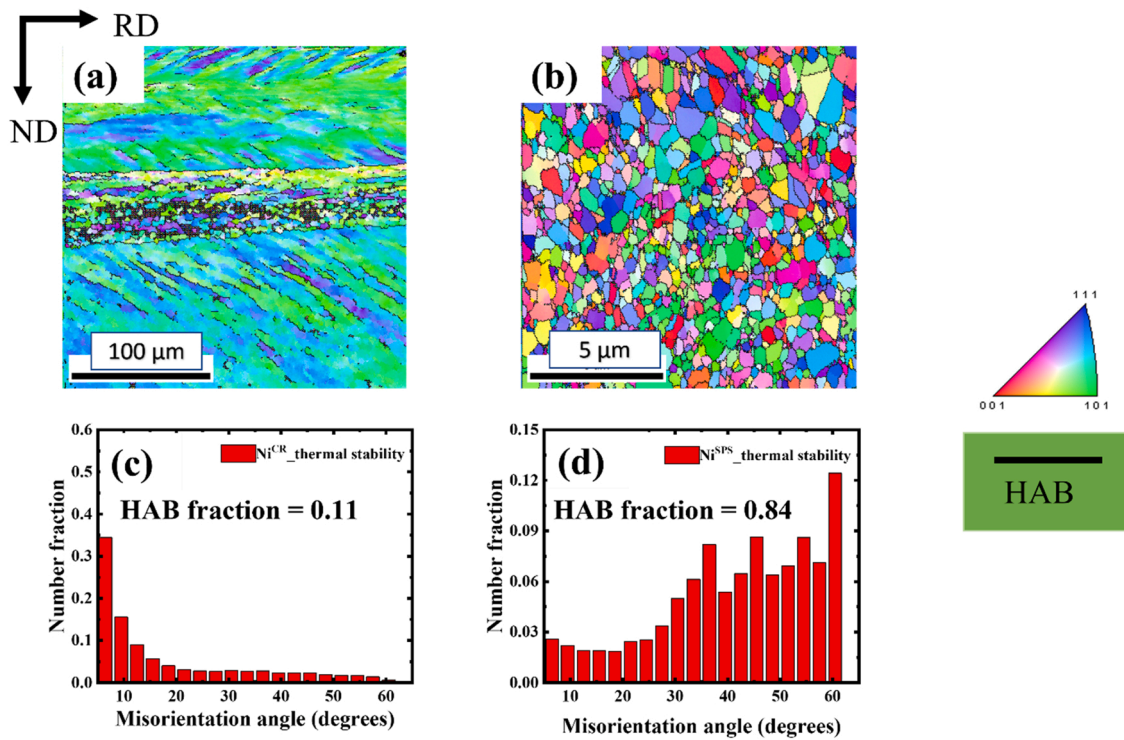 RD
ND
(a)
100 μm
(b)
5 μm
111
001
101
HAB
(c)
Ni^CR_thermal stability
HAB fraction = 0.11
0.6
0.5
0.4
0.3
0.2
0.1
0.0
Number fraction
10 20 30 40 50 60
Misorientation angle (degrees)
(d)
Ni^SPS_thermal stability
HAB fraction = 0.84
0.15
0.12
0.09
0.06
0.03
0.00
Number fraction
10 20 30 40 50 60
Misorientation angle (degrees)